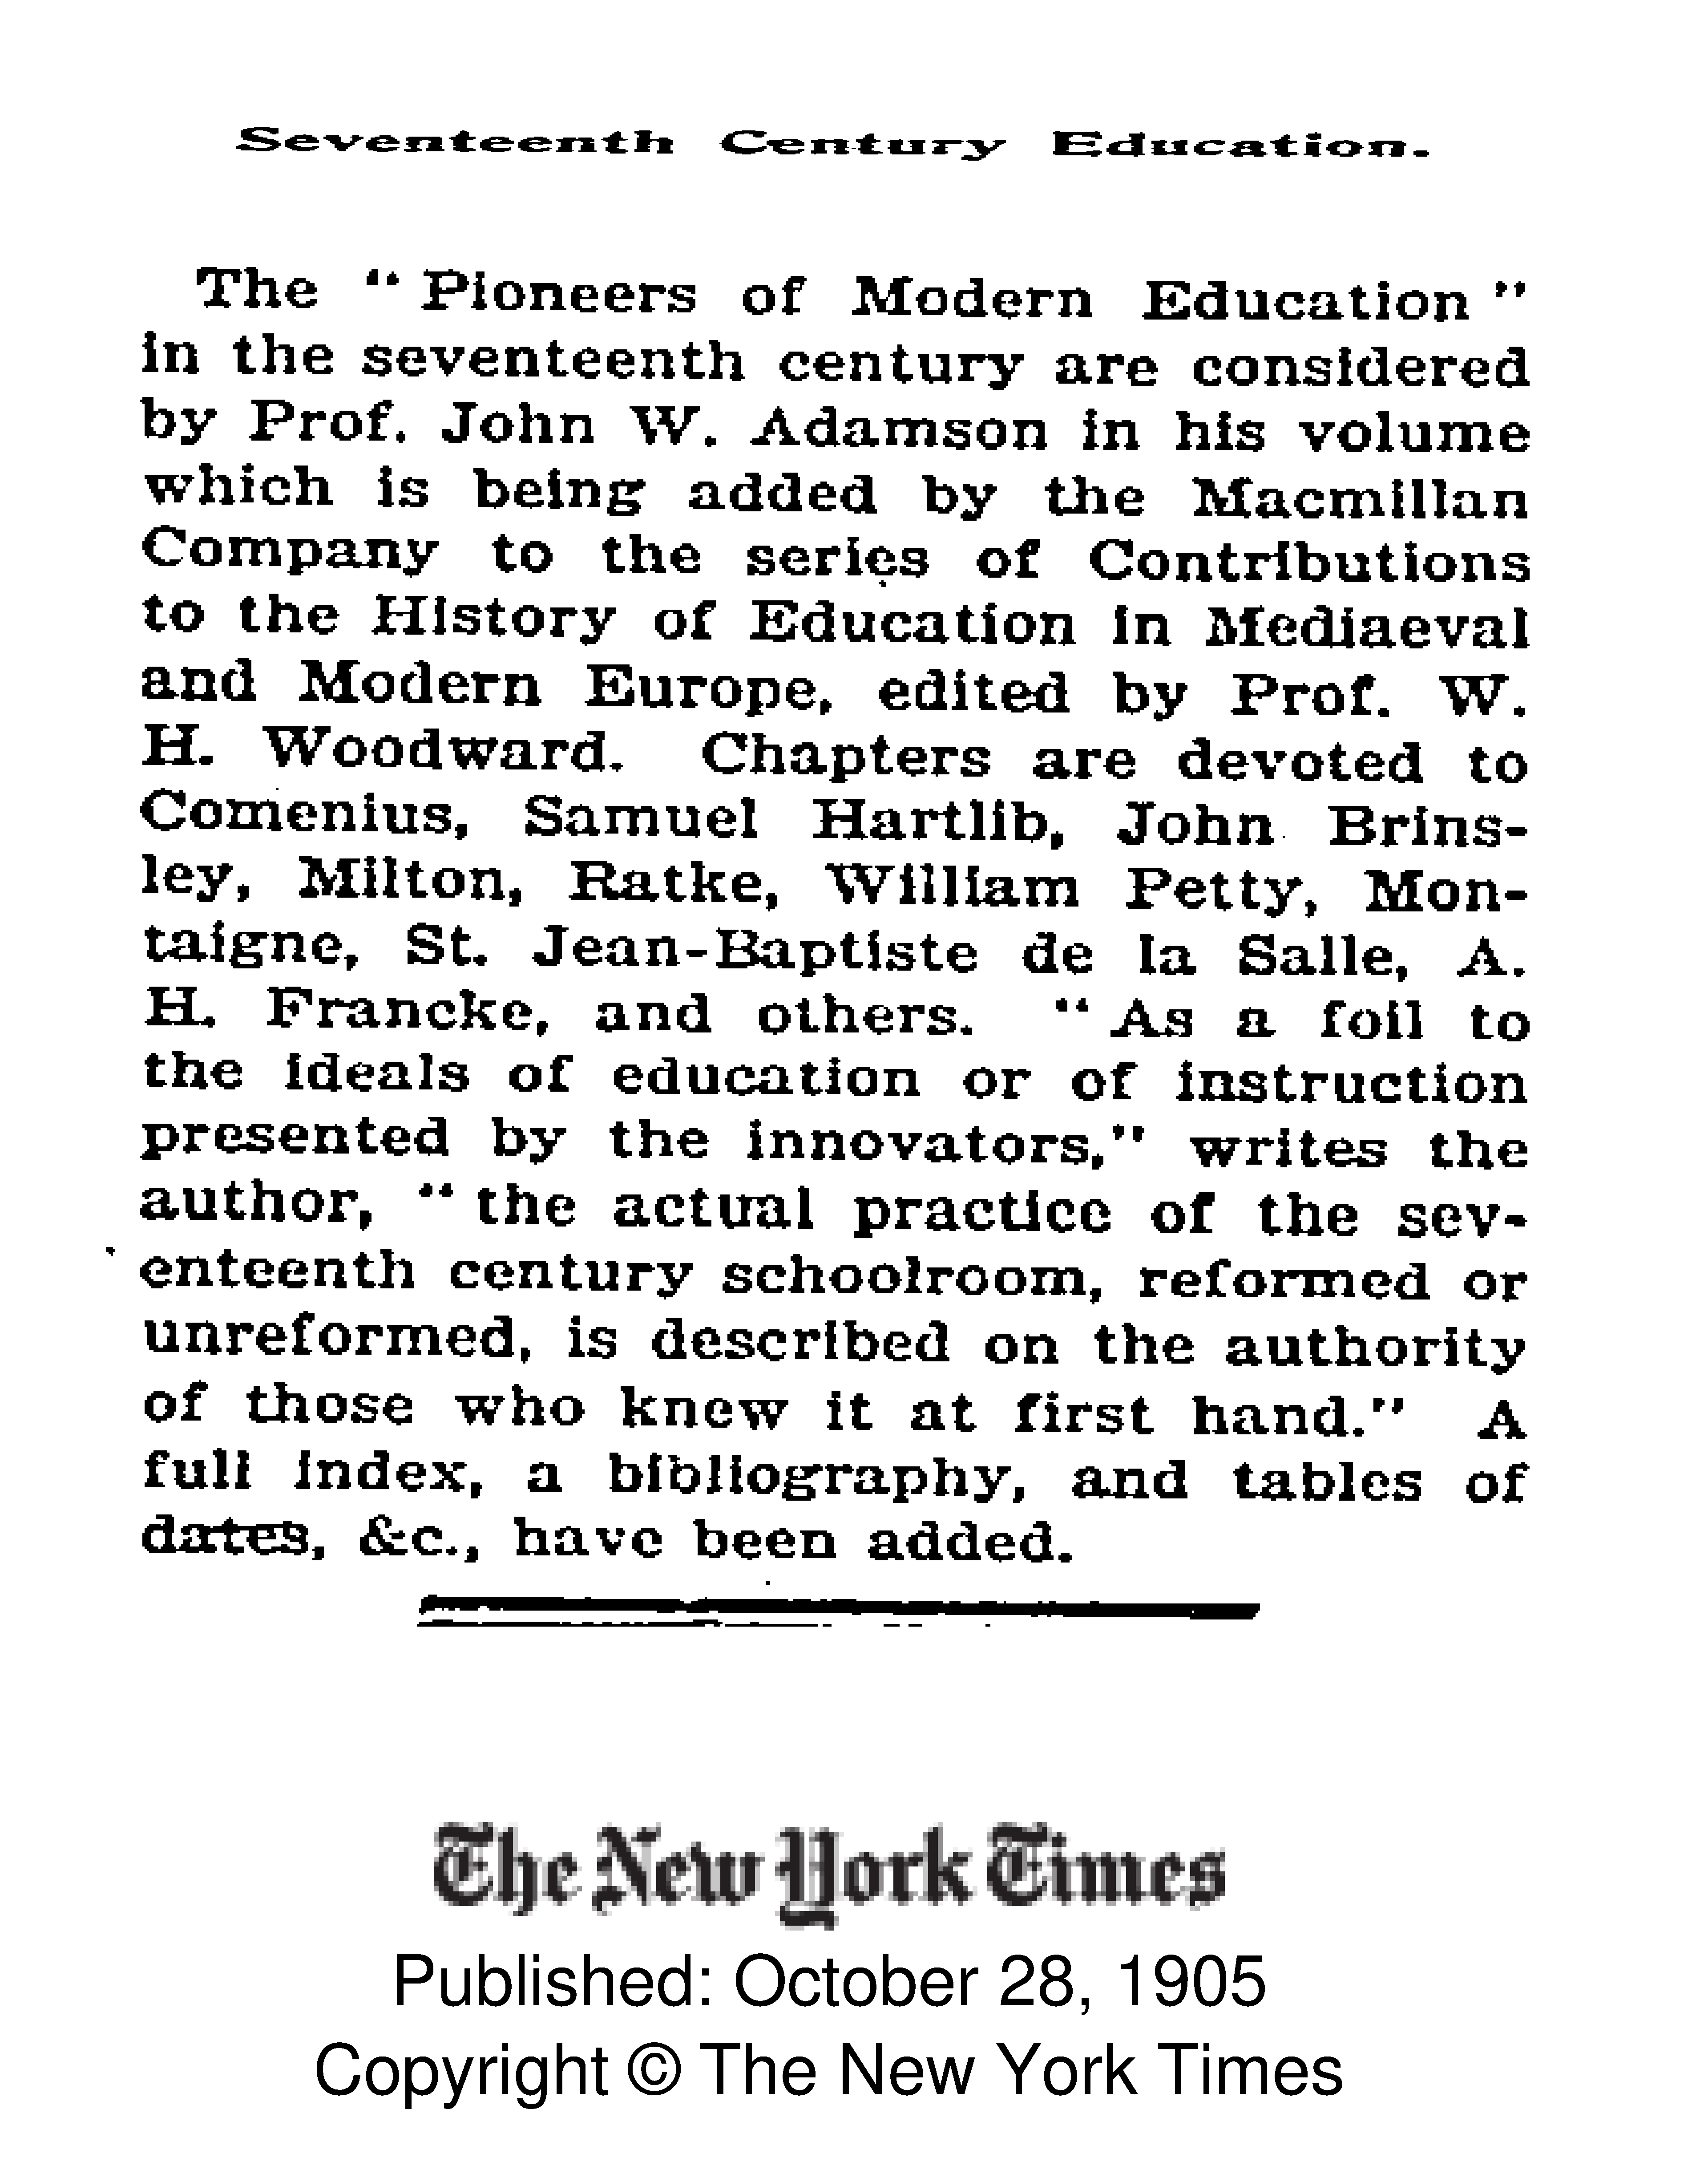 Seventeenth Century Education.
The " Pioneers of Modern Education "
in the seventeenth century are considered
by Prof. John W. Adamson in his volume
which is being added by the Macmillan
Company to the series of Contributions
to the History of Education in Mediaeval
and Modern Europe, edited by Prof. W.
H. Woodward. Chapters are devoted to
Comenius, Samuel Hartlib, John Brins-
ley, Milton, Ratke, William Petty, Mon-
taigne, St. Jean-Baptiste de la Salle, A.
H. Francke, and others. " As a foil to
the ideals of education or of instruction
presented by the innovators," writes the
author, " the actual practice of the sev-
enteenth century schoolroom, reformed or
unreformed, is described on the authority
of those who knew it at first hand." A
full index, a bibliography, and tables of
dates, &c., have been added.
The New York Times
Published: October 28, 1905
Copyright © The New York Times